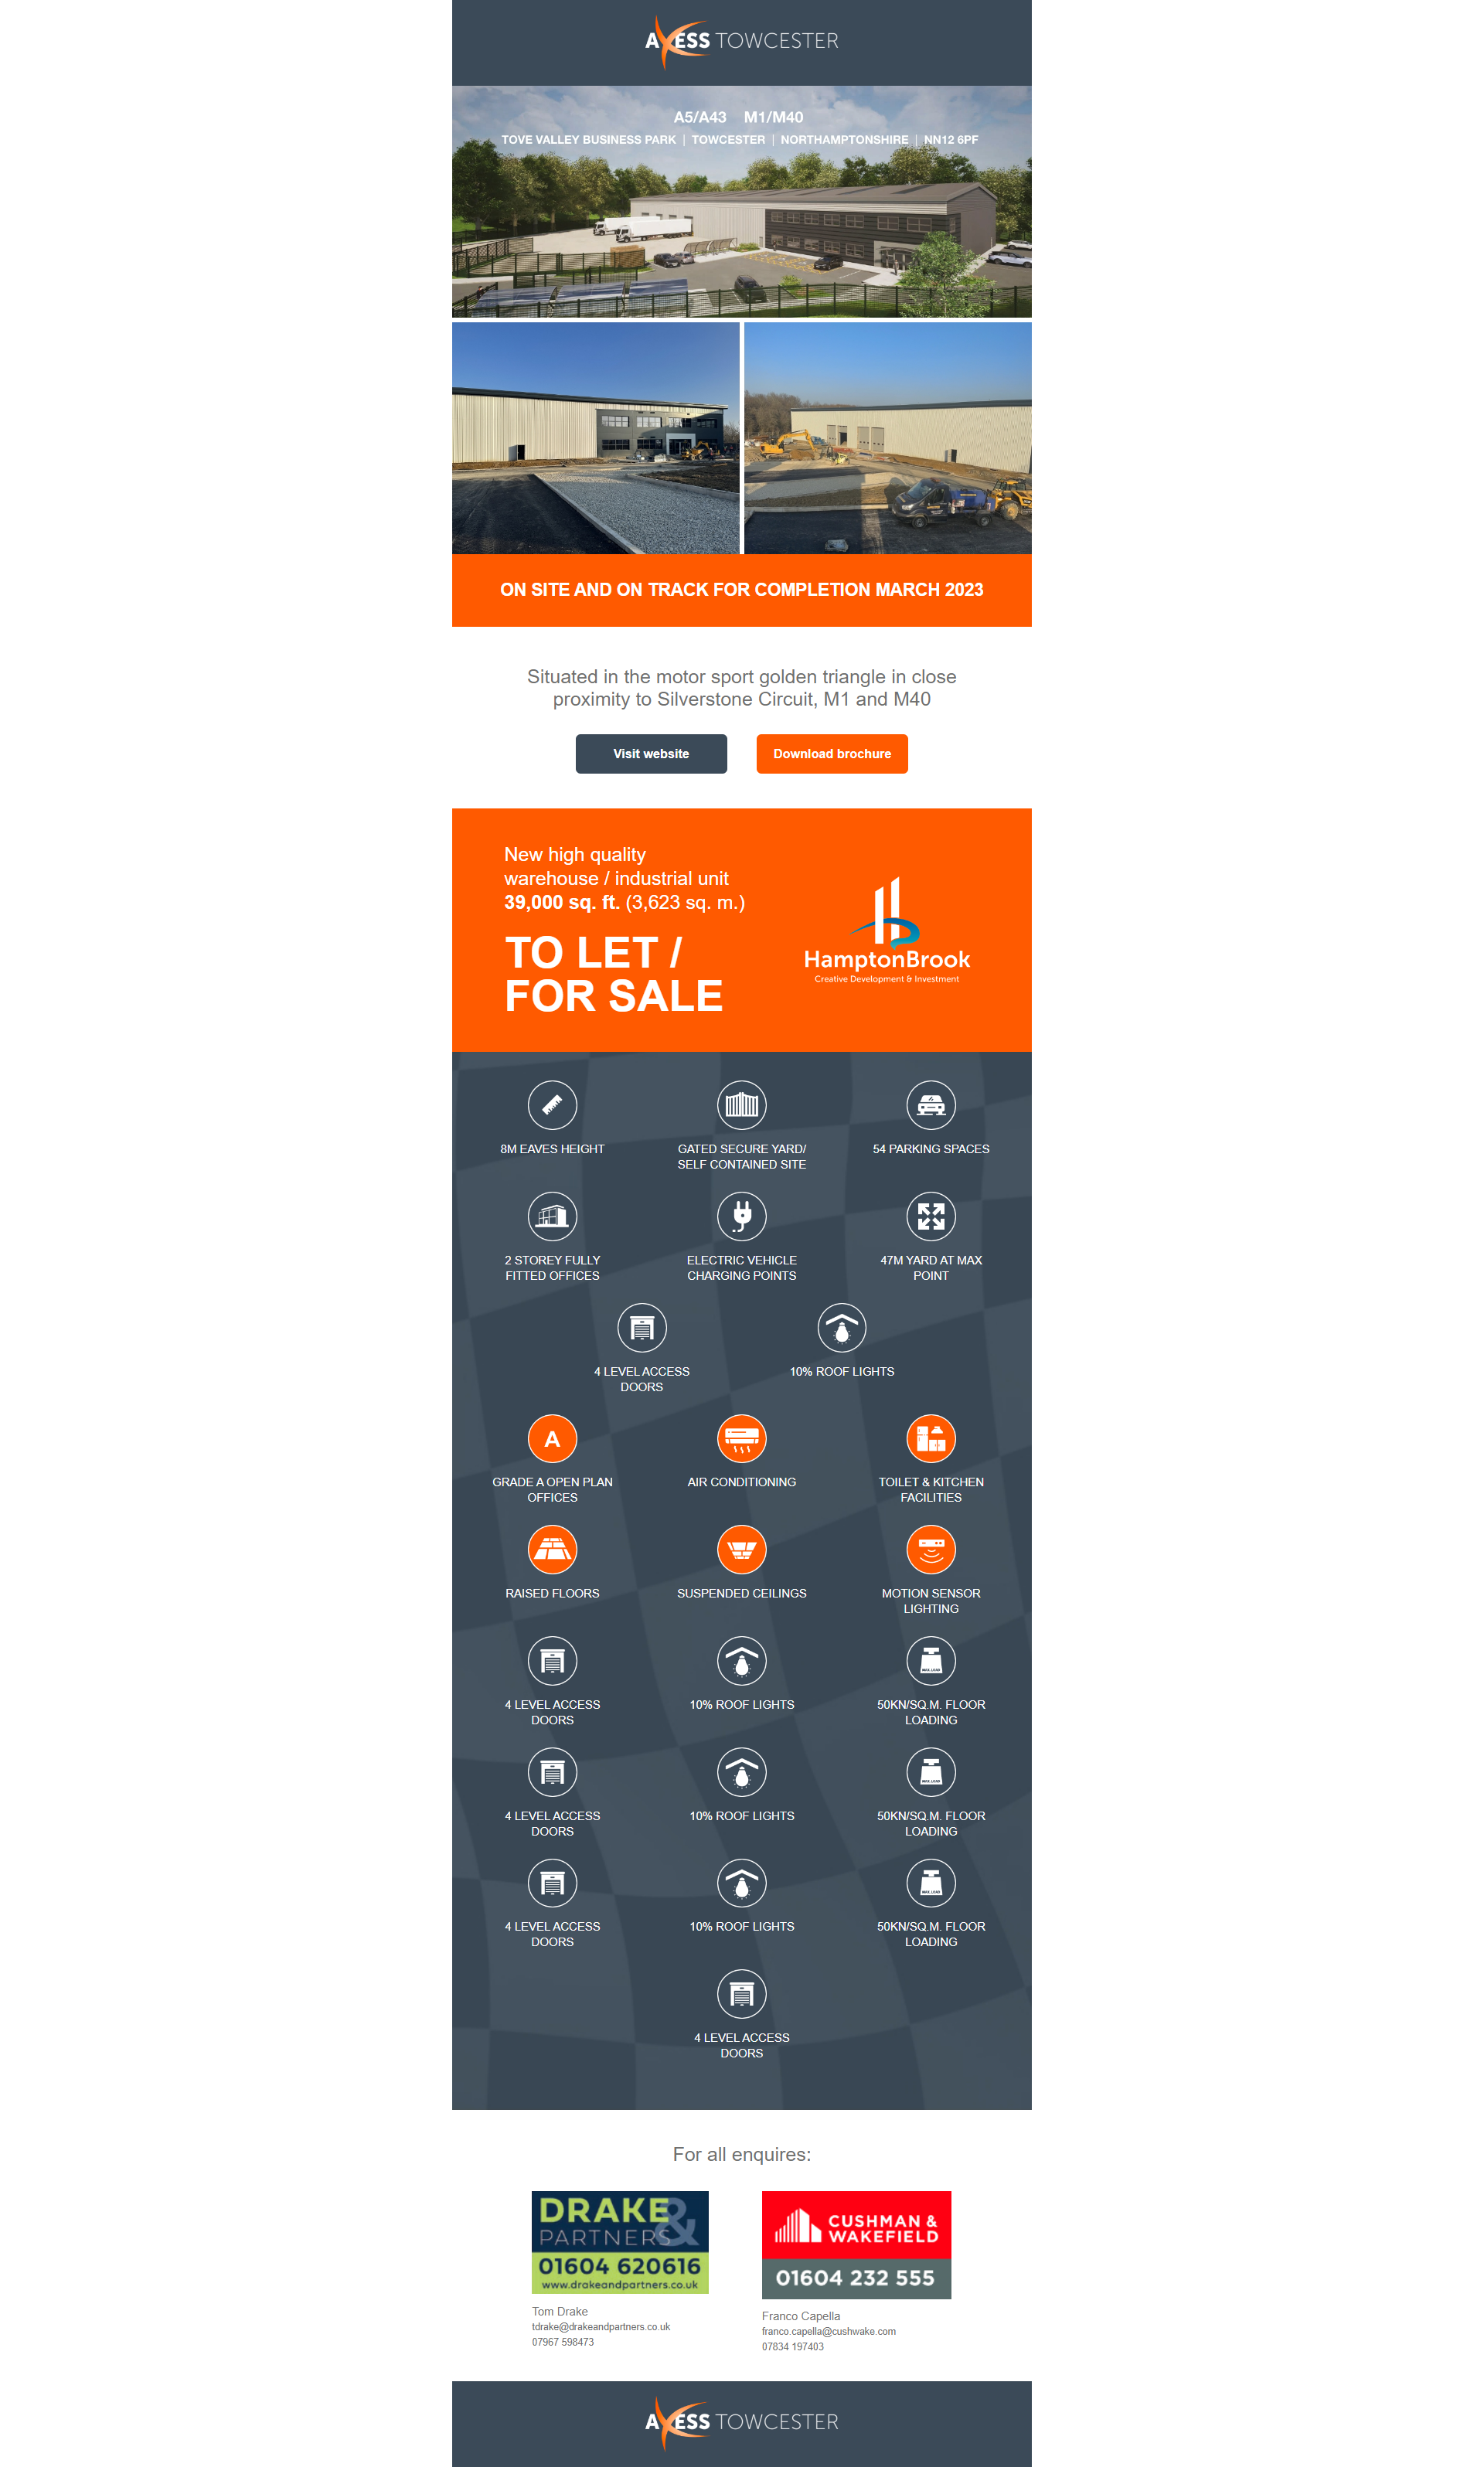 AXESS TOWCESTER
A5/A43 M1/M40
TOVE VALLEY BUSINESS PARK | TOWCESTER | NORTHAMPTONSHIRE | NN12 6PF
ON SITE AND ON TRACK FOR COMPLETION MARCH 2023
Situated in the motor sport golden triangle in close
proximity to Silverstone Circuit, M1 and M40
Visit website
Download brochure
New high quality
warehouse / industrial unit
39,000 sq. ft. (3,623 sq. m.)
TO LET /
FOR SALE
HamptonBrook
Creative Development & Investment
8M EAVES HEIGHT
GATED SECURE YARD/
SELF CONTAINED SITE
54 PARKING SPACES
2 STOREY FULLY
FITTED OFFICES
ELECTRIC VEHICLE
CHARGING POINTS
47M YARD AT MAX
POINT
4 LEVEL ACCESS
DOORS
10% ROOF LIGHTS
A
GRADE A OPEN PLAN
OFFICES
AIR CONDITIONING
TOILET & KITCHEN
FACILITIES
RAISED FLOORS
SUSPENDED CEILINGS
MOTION SENSOR
LIGHTING
4 LEVEL ACCESS
DOORS
10% ROOF LIGHTS
MAX. LOAD
50KN/SQ.M. FLOOR
LOADING
4 LEVEL ACCESS
DOORS
10% ROOF LIGHTS
MAX. LOAD
50KN/SQ.M. FLOOR
LOADING
4 LEVEL ACCESS
DOORS
10% ROOF LIGHTS
MAX. LOAD
50KN/SQ.M. FLOOR
LOADING
4 LEVEL ACCESS
DOORS
For all enquires:
DRAKE &
PARTNERS
01604 620616
www.drakeandpartners.co.uk
Tom Drake
tdrake@drakeandpartners.co.uk
07967 598473
CUSHMAN &
WAKEFIELD
01604 232 555
Franco Capella
franco.capella@cushwake.com
07834 197403
AXESS TOWCESTER